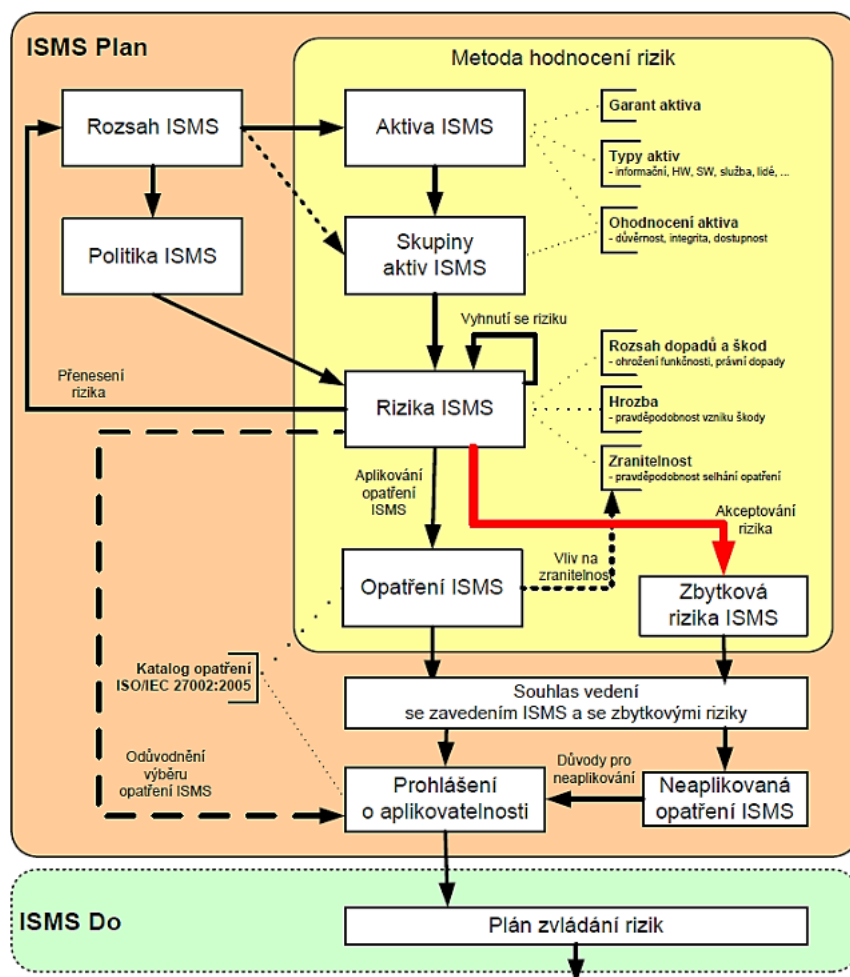 ISMS Plan
Metoda hodnocení rizik
Rozsah ISMS
Aktiva ISMS
Garant aktiva
Typy aktiv
- informační, HW, SW, služba, lidé, ...
Politika ISMS
Skupiny
aktiv ISMS
Ohodnocení aktiva
- důvěrnost, integrita, dostupnost
Vyhnutí se riziku
Rozsah dopadů a škod
- ohrožení funkčnosti, právní dopady
Přenesení
rizika
Rizika ISMS
Hrozba
- pravděpodobnost vzniku škody
Zranitelnost
- pravděpodobnost selhání opatření
Aplikování
opatření
ISMS
Akceptování
rizika
Opatření ISMS
Vliv na
zranitelnost
Zbytková
rizika ISMS
Katalog opatření
ISO/IEC 27002:2005
Souhlas vedení
se zavedením ISMS a se zbytkovými riziky
Odůvodnění
výběru
opatření ISMS
Prohlášení
o aplikovatelnosti
Důvody pro
neaplikování
Neaplikovaná
opatření ISMS
ISMS Do
Plán zvládání rizik